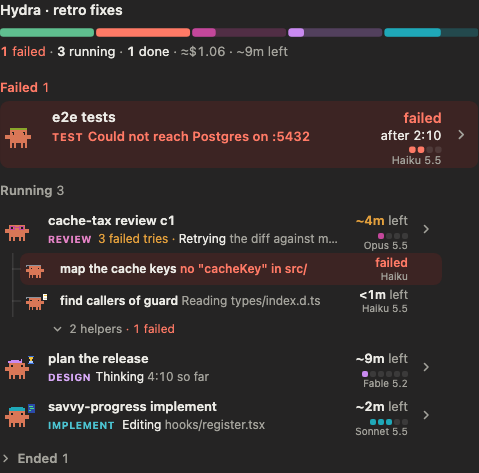 Hydra · retro fixes
1 failed · 3 running · 1 done · ≈$1.06 · ~9m left
Failed 1
e2e tests
failed
TEST Could not reach Postgres on :5432
after 2:10
Haiku 5.5
Running 3
cache-tax review c1
~4m left
REVIEW 3 failed tries · Retrying the diff against m...
Opus 5.5
map the cache keys no "cacheKey" in src/
failed
Haiku
find callers of guard Reading types/index.d.ts
<1m left
Haiku 5.5
2 helpers · 1 failed
plan the release
~9m left
DESIGN Thinking 4:10 so far
Fable 5.2
savvy-progress implement
~2m left
IMPLEMENT Editing hooks/register.tsx
Sonnet 5.5
Ended 1